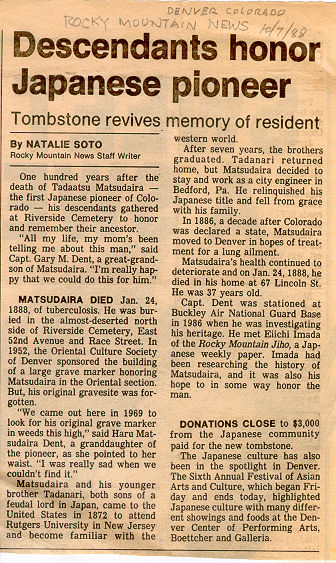 DENVER COLORADO
ROCKY MOUNTAIN NEWS 10/7/88
Descendants honor
Japanese pioneer
Tombstone revives memory of resident
By NATALIE SOTO
Rocky Mountain News Staff Writer
One hundred years after the
death of Tadaatsu Matsudaira —
the first Japanese pioneer of Colo-
rado — his descendants gathered
at Riverside Cemetery to honor
and remember their ancestor.
"All my life, my mom's been
telling me about this man," said
Capt. Gary M. Dent, a great-grand-
son of Matsudaira. "I'm really hap-
py that we could do this for him."
MATSUDAIRA DIED Jan. 24,
1888, of tuberculosis. He was bur-
ied in the almost-deserted north
side of Riverside Cemetery, East
52nd Avenue and Race Street. In
1952, the Oriental Culture Society
of Denver sponsored the building
of a large grave marker honoring
Matsudaira in the Oriental section.
But, his original gravesite was for-
gotten.
"We came out here in 1969 to
look for his original grave marker
in weeds this high," said Haru Mat-
sudaira Dent, a granddaughter of
the pioneer, as she pointed to her
waist. "I was really sad when we
couldn't find it."
Matsudaira and his younger
brother Tadanari, both sons of a
feudal lord in Japan, came to the
United States in 1872 to attend
Rutgers University in New Jersey
and become familiar with the
western world.
After seven years, the brothers
graduated. Tadanari returned
home, but Matsudaira decided to
stay and work as a city engineer in
Bedford, Pa. He relinquished his
Japanese title and fell from grace
with his family.
In 1886, a decade after Colorado
was declared a state, Matsudaira
moved to Denver in hopes of treat-
ment for a lung ailment.
Matsudaira's health continued to
deteriorate and on Jan. 24, 1888, he
died in his home at 67 Lincoln St.
He was 37 years old.
Capt. Dent was stationed at
Buckley Air National Guard Base
in 1986 when he was investigating
his heritage. He met Eiichi Imada
of the Rocky Mountain Jiho, a Jap-
anese weekly paper. Imada had
been researching the history of
Matsudaira, and it was also his
hope to in some way honor the
man.
DONATIONS CLOSE to $3,000
from the Japanese community
paid for the new tombstone.
The Japanese culture has also
been in the spotlight in Denver.
The Sixth Annual Festival of Asian
Arts and Culture, which began Fri-
day and ends today, highlighted
Japanese culture with many differ-
ent showings and foods at the Den-
ver Center of Performing Arts,
Boettcher and Galleria.